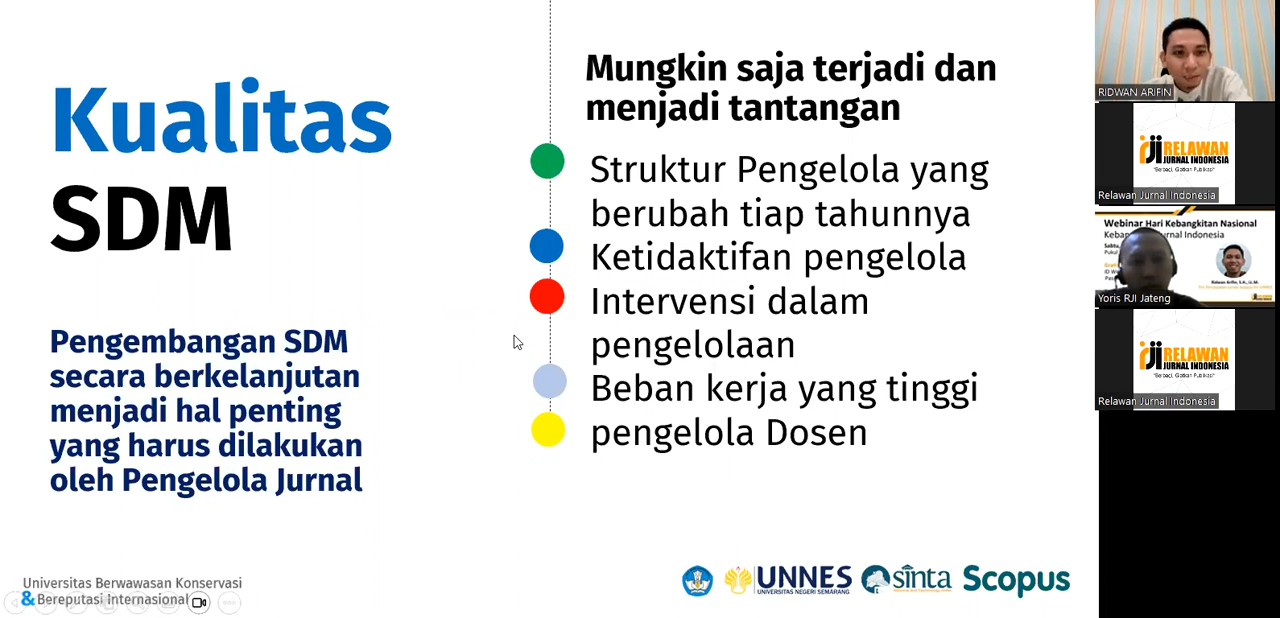 Kualitas
SDM
Pengembangan SDM
secara berkelanjutan
menjadi hal penting
yang harus dilakukan
oleh Pengelola Jurnal
Mungkin saja terjadi dan
menjadi tantangan
Struktur Pengelola yang
berubah tiap tahunnya
Ketidaktifan pengelola
Intervensi dalam
pengelolaan
Beban kerja yang tinggi
pengelola Dosen
Universitas Berwawasan Konservasi
& Bereputasi Internasional
UNNES
UNIVERSITAS NEGERI SEMARANG
sinta
Scopus
RIDWAN ARIFIN
RELAWAN
JURNAL INDONESIA
Relawan Jurnal Indonesia
Webinar Hari Kebangkitan Nasional
Jurnal Indonesia
Yoris RJI Jateng
RELAWAN
JURNAL INDONESIA
Relawan Jurnal Indonesia